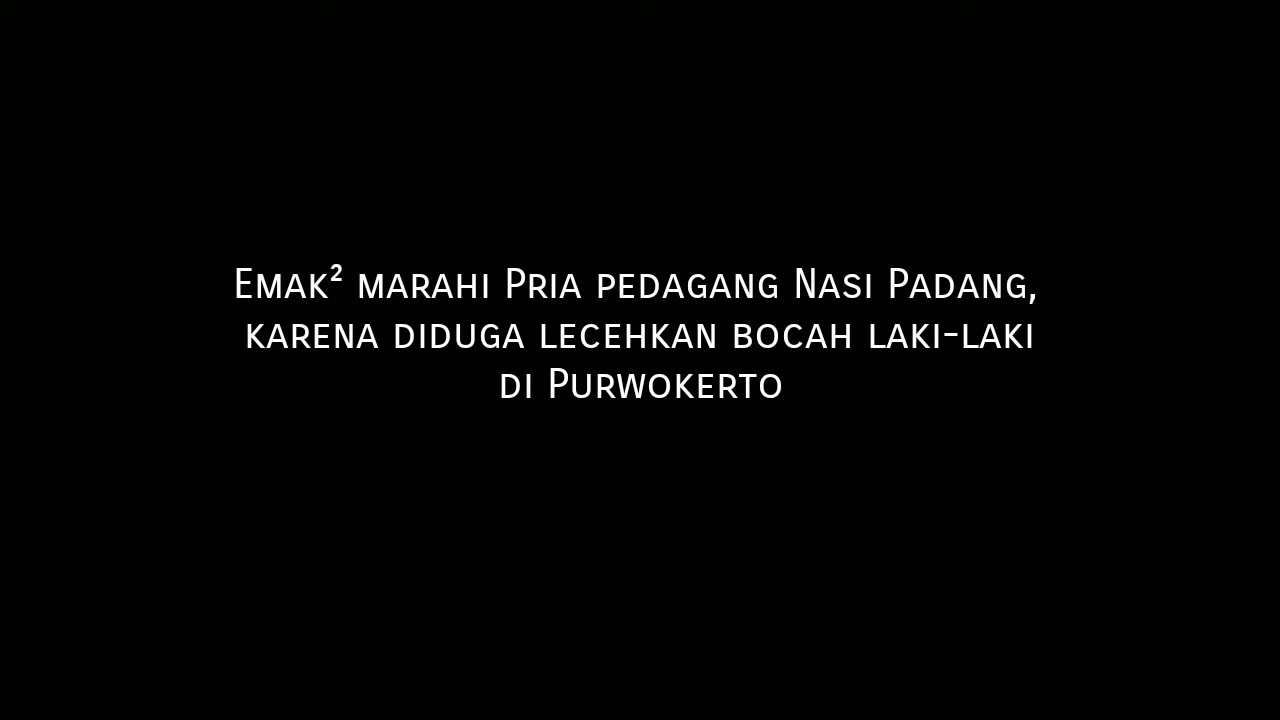 Emak² marahi Pria pedagang Nasi Padang,
karena diduga lecehkan bocah laki-laki
di Purwokerto